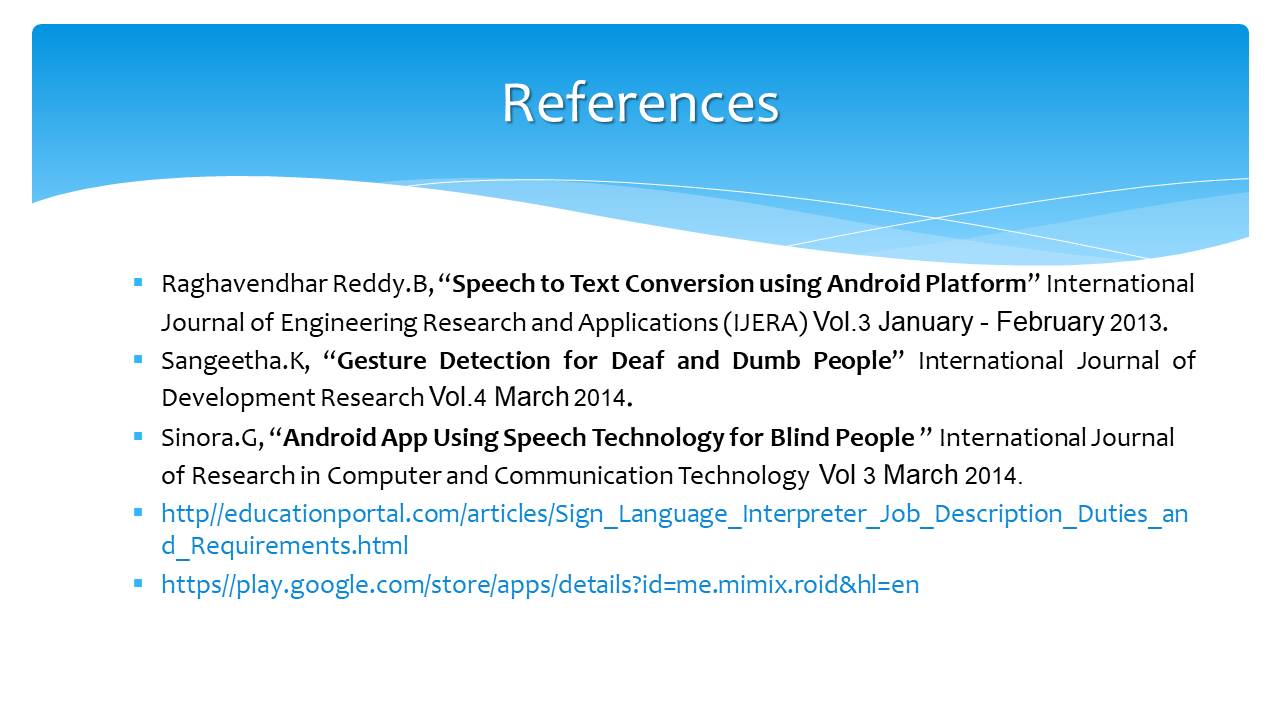 References
▪ Raghavendhar Reddy.B, “Speech to Text Conversion using Android Platform” International
Journal of Engineering Research and Applications (IJERA) Vol.3 January - February 2013.
▪ Sangeetha.K, “Gesture Detection for Deaf and Dumb People” International Journal of
Development Research Vol.4 March 2014.
▪ Sinora.G, “Android App Using Speech Technology for Blind People ” International Journal
of Research in Computer and Communication Technology Vol 3 March 2014.
▪ http//educationportal.com/articles/Sign_Language_Interpreter_Job_Description_Duties_an
d_Requirements.html
▪ https//play.google.com/store/apps/details?id=me.mimix.roid&hl=en